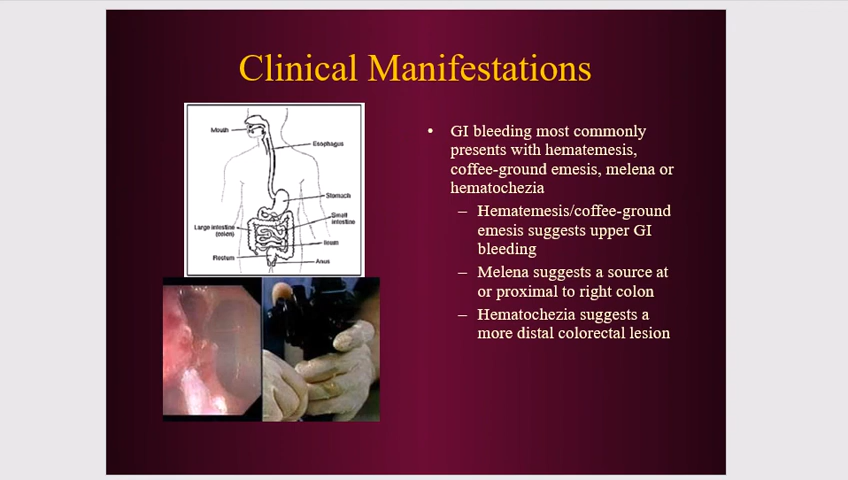 Clinical Manifestations
Mouth
Esophagus
Stomach
Small
intestine
Large intestine
(colon)
Ileum
Rectum
Anus
• GI bleeding most commonly
presents with hematemesis,
coffee-ground emesis, melena or
hematochezia
– Hematemesis/coffee-ground
emesis suggests upper GI
bleeding
– Melena suggests a source at
or proximal to right colon
– Hematochezia suggests a
more distal colorectal lesion